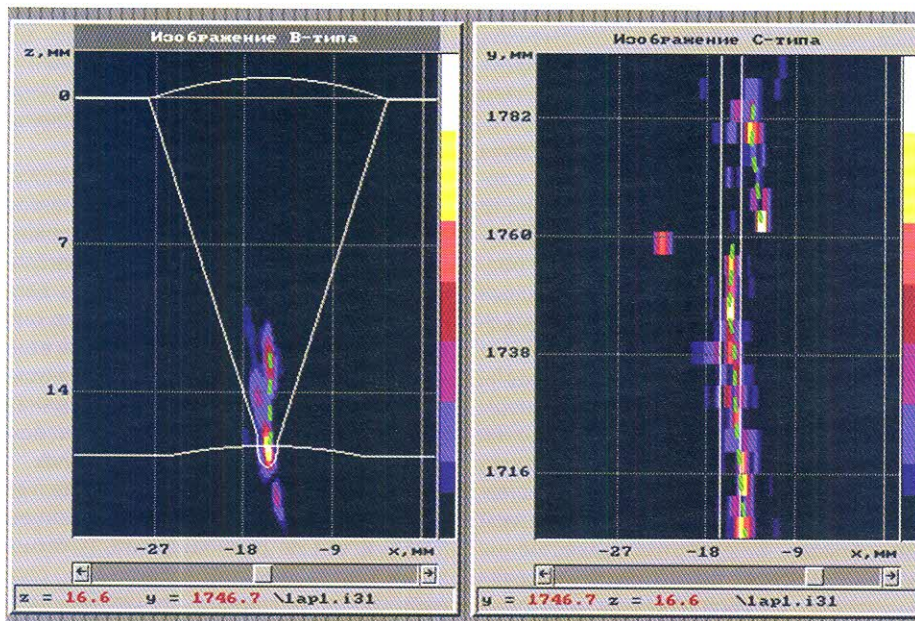 Изображение В-типа
z,мм
0
7
14
-27 -18 -9 x,мм
z = 16.6 y = 1746.7 \lap1.i31
Изображение С-типа
y,мм
1782
1760
1738
1716
-27 -18 -9 x,мм
y = 1746.7 z = 16.6 \lap1.i31